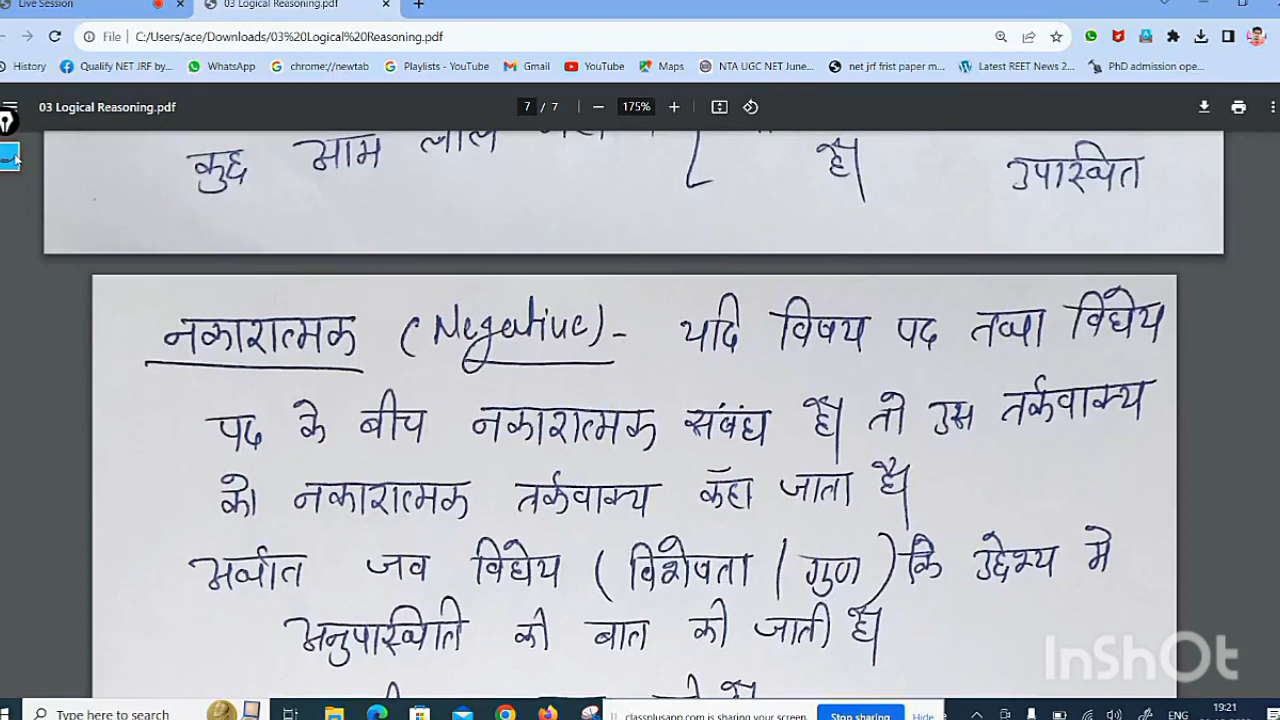 Live Session
03 Logical Reasoning.pdf
File | C:/Users/ace/Downloads/03%20Logical%20Reasoning.pdf
History Qualify NET JRF by... WhatsApp chrome://newtab Playlists - YouTube Gmail YouTube Maps NTA UGC NET June... net jrf frist paper m... Latest REET News 2... PhD admission ope...
03 Logical Reasoning.pdf 7 / 7 175%
कुछ आम लाल है। उपस्थित
नकारात्मक (Negative) - यदि विषय पद तथा विधेय
पद के बीच नकारात्मक संबंध है। तो उस तर्कवाक्य
को नकारात्मक तर्कवाक्य कहा जाता है।
अर्थात जब विधेय (विशेषता / गुण) कि उद्देश्य मे
अनुपस्थिति की बात की जाती है।
InShOt
Type here to search classplusapp.com is sharing your screen. Stop sharing Hide ENG 19:21